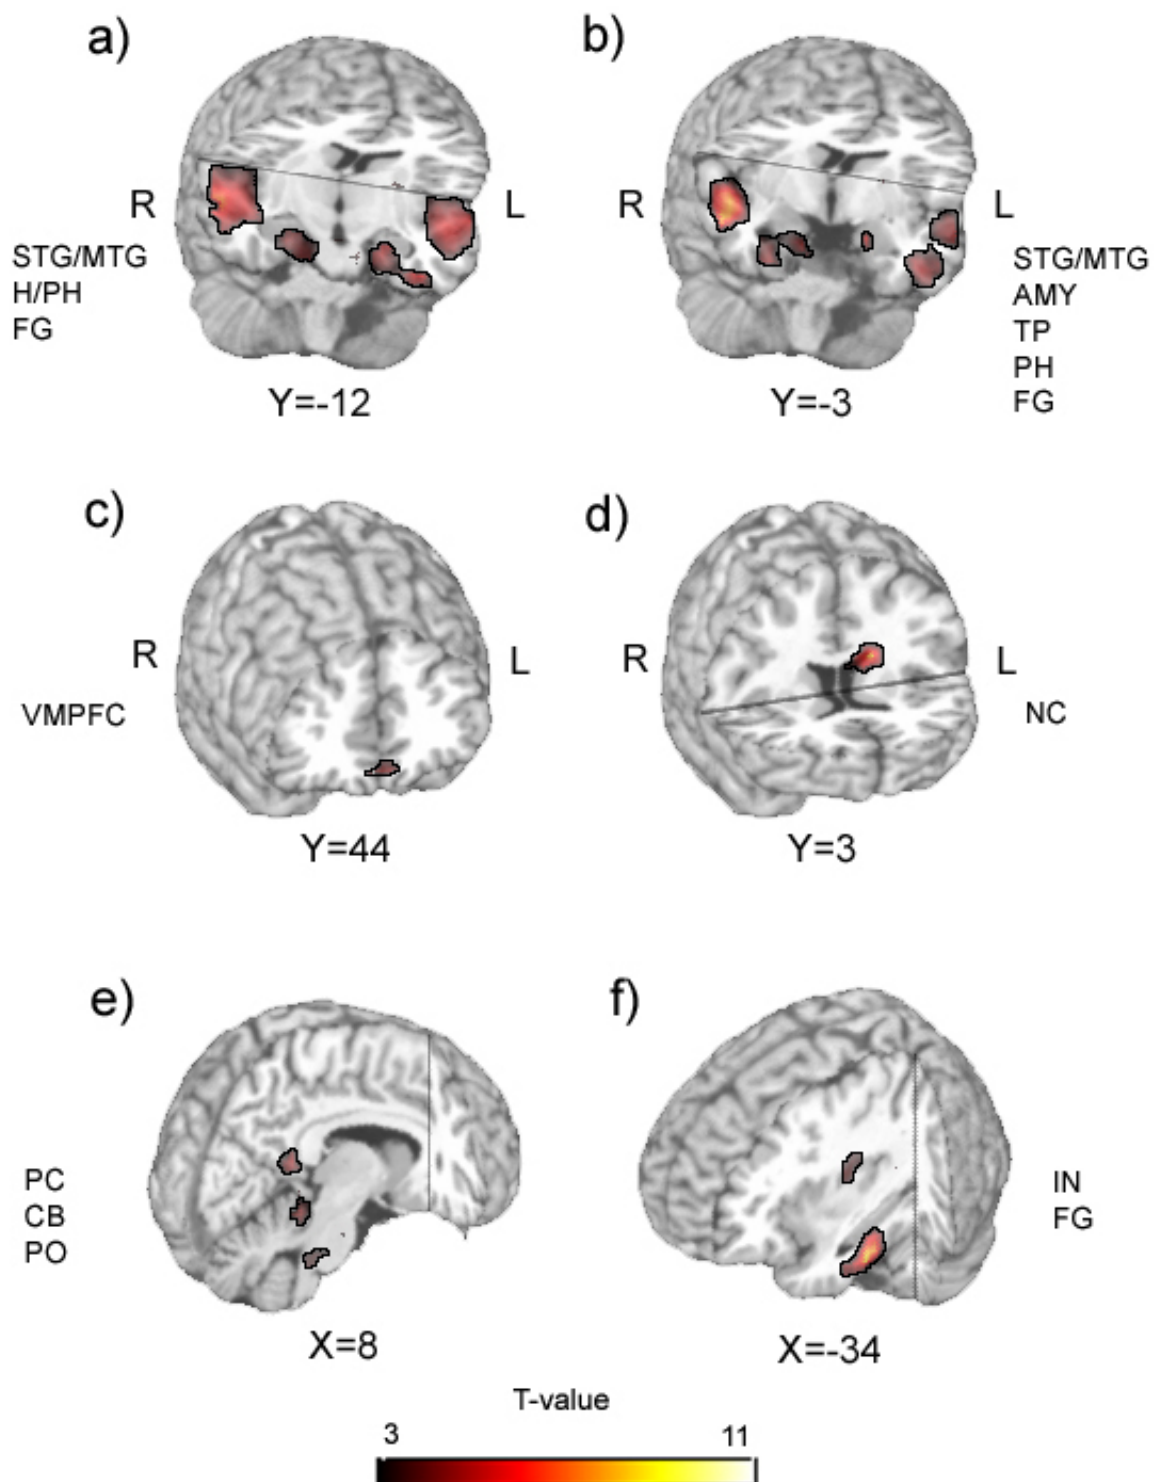 a)
b)
R
L
R
L
STG/MTG
H/PH
FG
STG/MTG
AMY
TP
PH
FG
Y=-12
Y=-3
c)
d)
R
L
R
L
VMPFC
NC
Y=44
Y=3
e)
f)
PC
CB
PO
IN
FG
X=8
X=-34
T-value
3
11